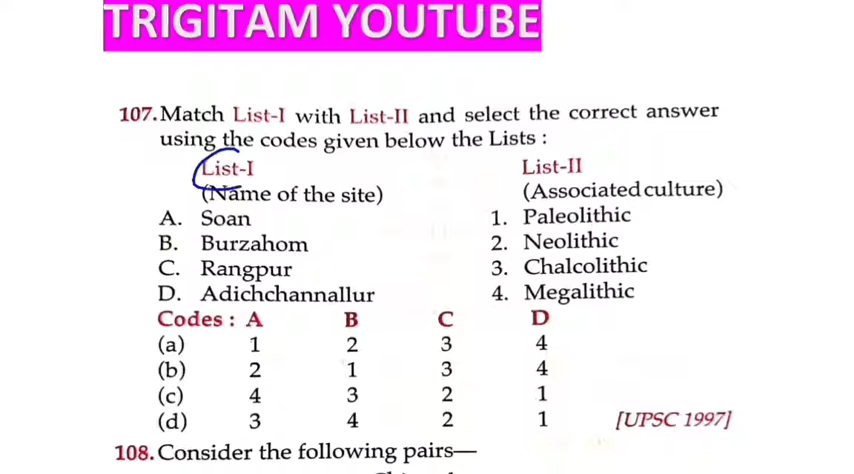 TRIGITAM YOUTUBE
107. Match List-I with List-II and select the correct answer
using the codes given below the Lists :
List-I List-II
(Name of the site) (Associated culture)
A. Soan 1. Paleolithic
B. Burzahom 2. Neolithic
C. Rangpur 3. Chalcolithic
D. Adichchannallur 4. Megalithic
Codes : A B C D
(a) 1 2 3 4
(b) 2 1 3 4
(c) 4 3 2 1
(d) 3 4 2 1 [UPSC 1997]
108. Consider the following pairs—